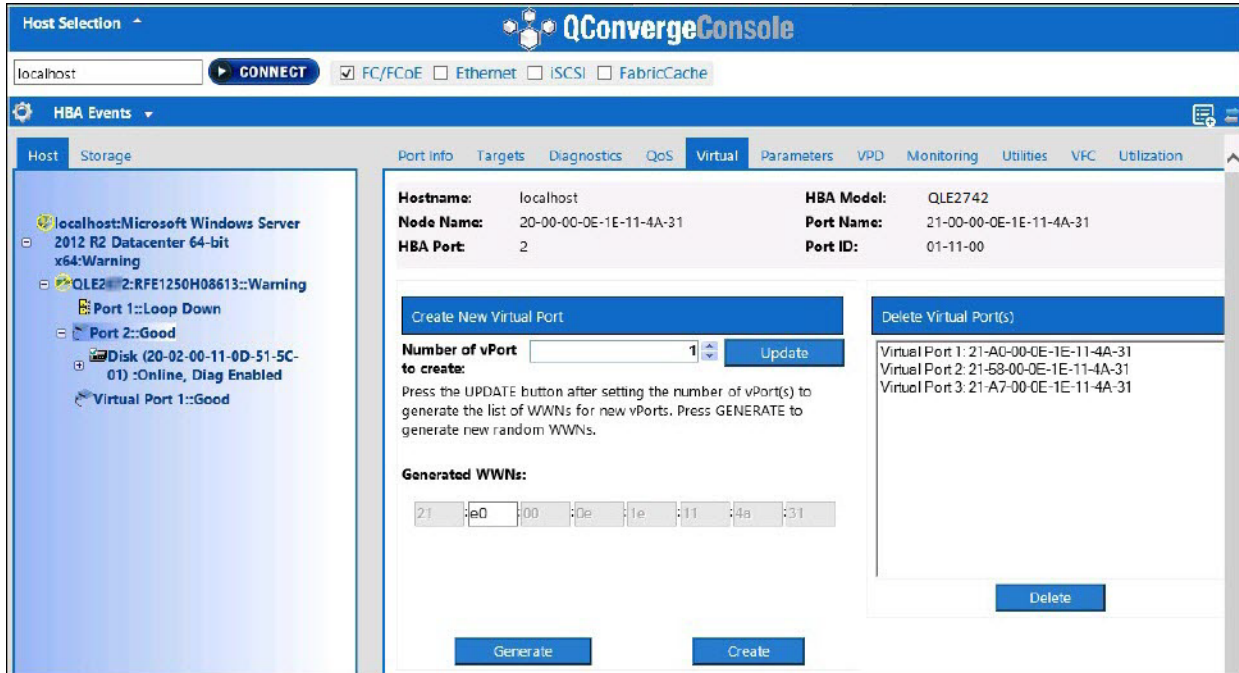 Host Selection
QConvergeConsole
localhost
CONNECT
FC/FCoE
Ethernet
iSCSI
FabricCache
HBA Events
Host
Storage
localhost:Microsoft Windows Server
2012 R2 Datacenter 64-bit
x64:Warning
2:RFE1250H08613::Warning
Port 1::Loop Down
Port 2::Good
Disk (20-02-00-11-0D-51-5C-
01) :Online, Diag Enabled
Virtual Port 1::Good
Port Info
Targets
Diagnostics
QoS
Virtual
Parameters
VPD
Monitoring
Utilities
VFC
Utilization
Hostname: localhost
HBA Model: QLE2742
Node Name: 20-00-00-0E-1E-11-4A-31
Port Name: 21-00-00-0E-1E-11-4A-31
HBA Port: 2
Port ID: 01-11-00
Create New Virtual Port
Number of vPort
to create:
1
Update
Press the UPDATE button after setting the number of vPort(s) to
generate the list of WWNs for new vPorts. Press GENERATE to
generate new random WWNs.
Generated WWNs:
21 :e0 :00 :0e :1e :11 :4a :31
Generate
Create
Delete Virtual Port(s)
Virtual Port 1: 21-A0-00-0E-1E-11-4A-31
Virtual Port 2: 21-58-00-0E-1E-11-4A-31
Virtual Port 3: 21-A7-00-0E-1E-11-4A-31
Delete